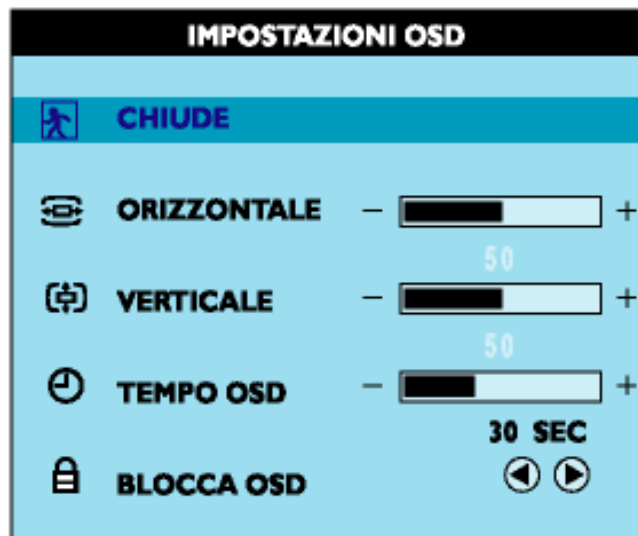 IMPOSTAZIONI OSD
CHIUDE
ORIZZONTALE - +
50
VERTICALE - +
50
TEMPO OSD - +
30 SEC
BLOCCA OSD